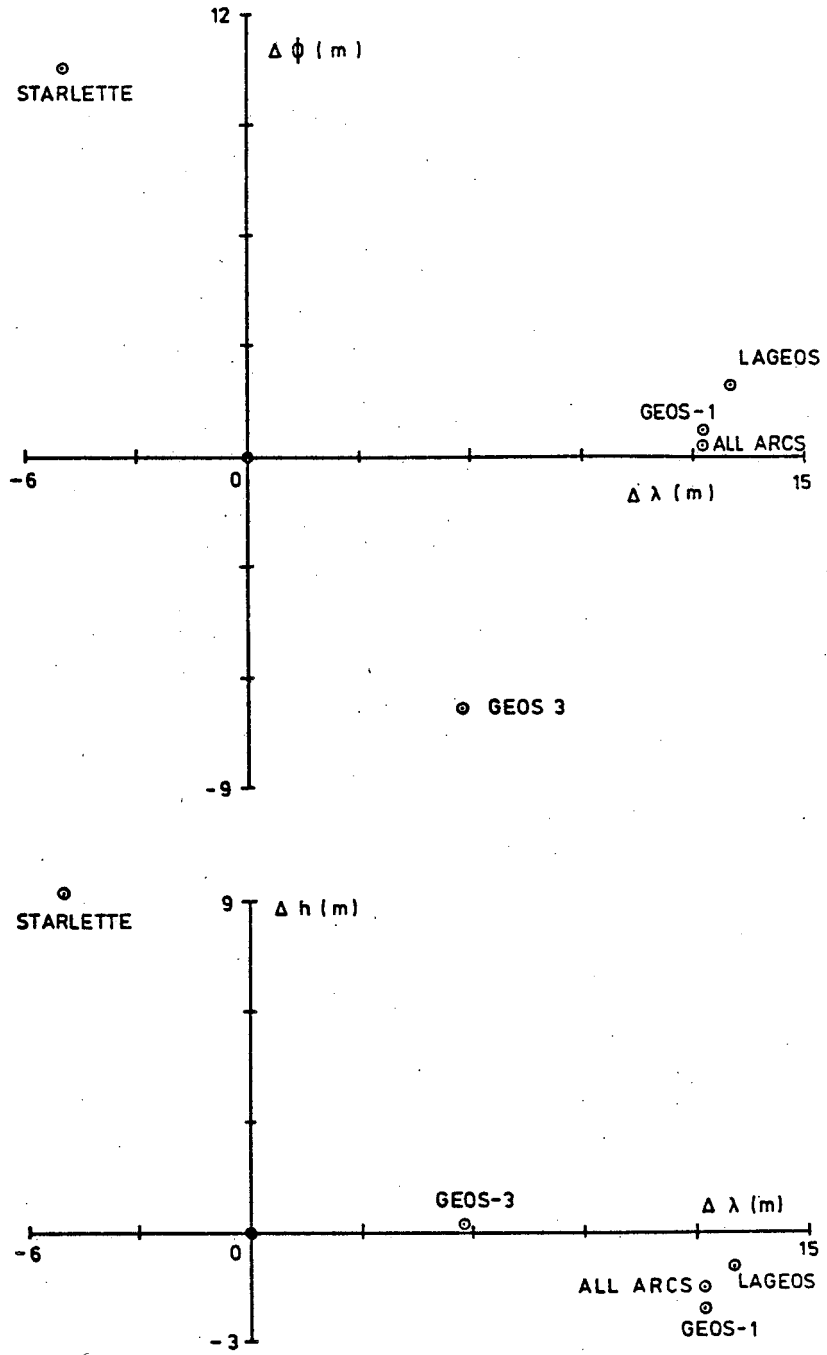 12
Δ ϕ (m)
STARLETTE
LAGEOS
GEOS-1
ALL ARCS
-6
0
15
Δ λ (m)
GEOS 3
-9
9
Δ h (m)
STARLETTE
GEOS-3
Δ λ (m)
-6
0
15
ALL ARCS
LAGEOS
GEOS-1
-3